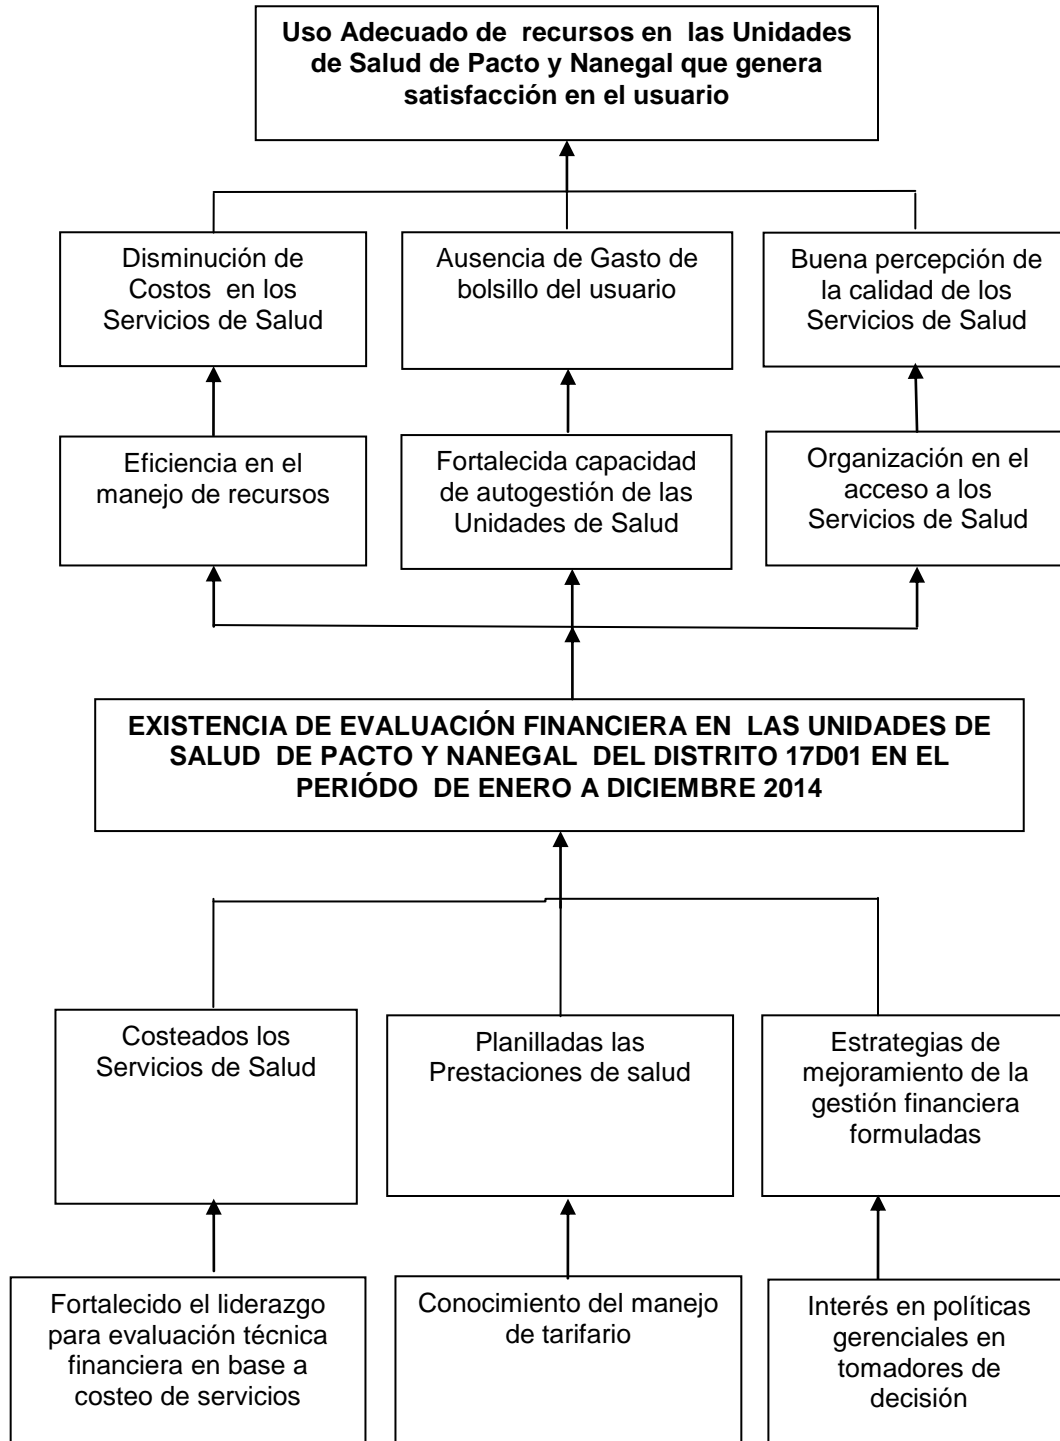 Uso Adecuado de recursos en las Unidades
de Salud de Pacto y Nanegal que genera
satisfacción en el usuario
Disminución de
Costos en los
Servicios de Salud
Ausencia de Gasto de
bolsillo del usuario
Buena percepción de
la calidad de los
Servicios de Salud
Eficiencia en el
manejo de recursos
Fortalecida capacidad
de autogestión de las
Unidades de Salud
Organización en el
acceso a los
Servicios de Salud
EXISTENCIA DE EVALUACIÓN FINANCIERA EN LAS UNIDADES DE
SALUD DE PACTO Y NANEGAL DEL DISTRITO 17D01 EN EL
PERIÓDO DE ENERO A DICIEMBRE 2014
Costeados los
Servicios de Salud
Planilladas las
Prestaciones de salud
Estrategias de
mejoramiento de la
gestión financiera
formuladas
Fortalecido el liderazgo
para evaluación técnica
financiera en base a
costeo de servicios
Conocimiento del manejo
de tarifario
Interés en políticas
gerenciales en
tomadores de
decisión